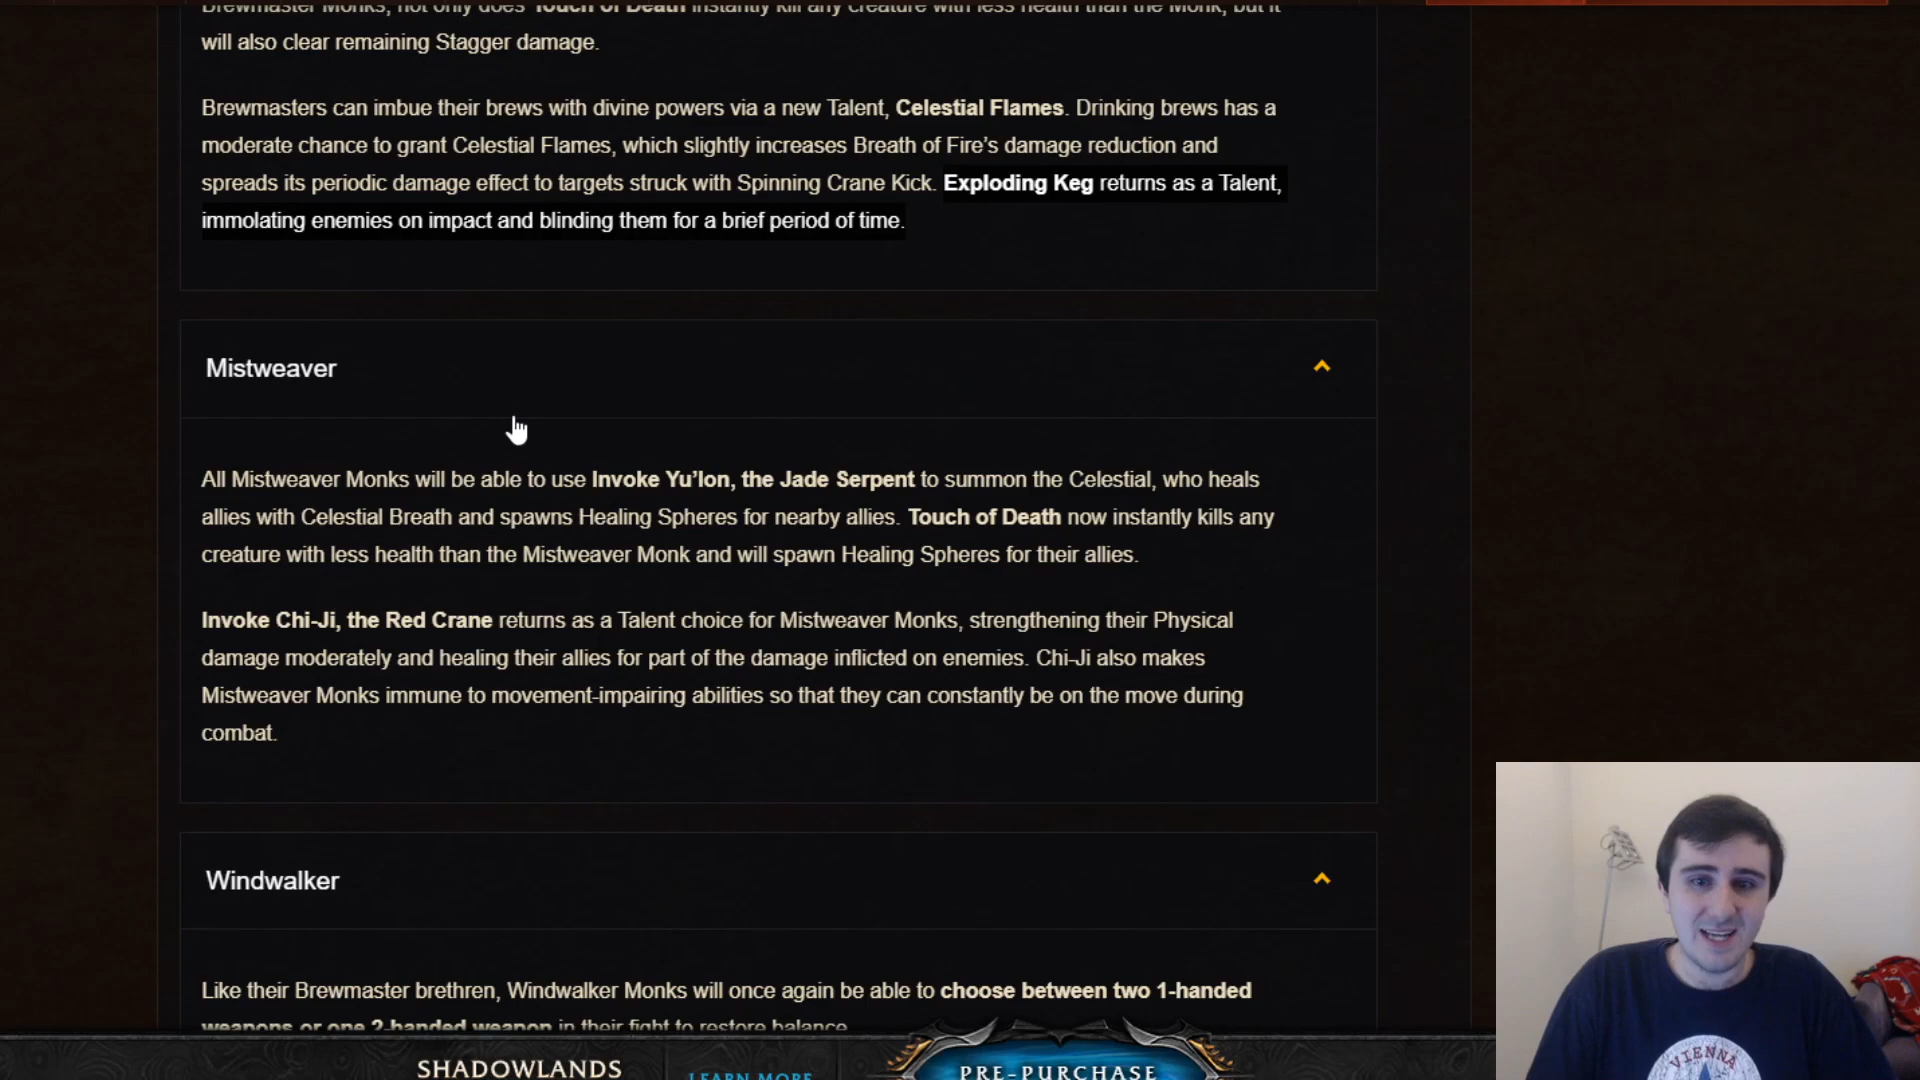 Brewmaster Monks, not only does Touch of Death instantly kill any creature with less health than the Monk, but it
will also clear remaining Stagger damage.
Brewmasters can imbue their brews with divine powers via a new Talent, Celestial Flames. Drinking brews has a
moderate chance to grant Celestial Flames, which slightly increases Breath of Fire’s damage reduction and
spreads its periodic damage effect to targets struck with Spinning Crane Kick. Exploding Keg returns as a Talent,
immolating enemies on impact and blinding them for a brief period of time.
Mistweaver
All Mistweaver Monks will be able to use Invoke Yu’lon, the Jade Serpent to summon the Celestial, who heals
allies with Celestial Breath and spawns Healing Spheres for nearby allies. Touch of Death now instantly kills any
creature with less health than the Mistweaver Monk and will spawn Healing Spheres for their allies.
Invoke Chi-Ji, the Red Crane returns as a Talent choice for Mistweaver Monks, strengthening their Physical
damage moderately and healing their allies for part of the damage inflicted on enemies. Chi-Ji also makes
Mistweaver Monks immune to movement-impairing abilities so that they can constantly be on the move during
combat.
Windwalker
Like their Brewmaster brethren, Windwalker Monks will once again be able to choose between two 1-handed
weapons or one 2-handed weapon in their fight to restore balance.
SHADOWLANDS
LEARN MORE
PRE-PURCHASE
VIENNA